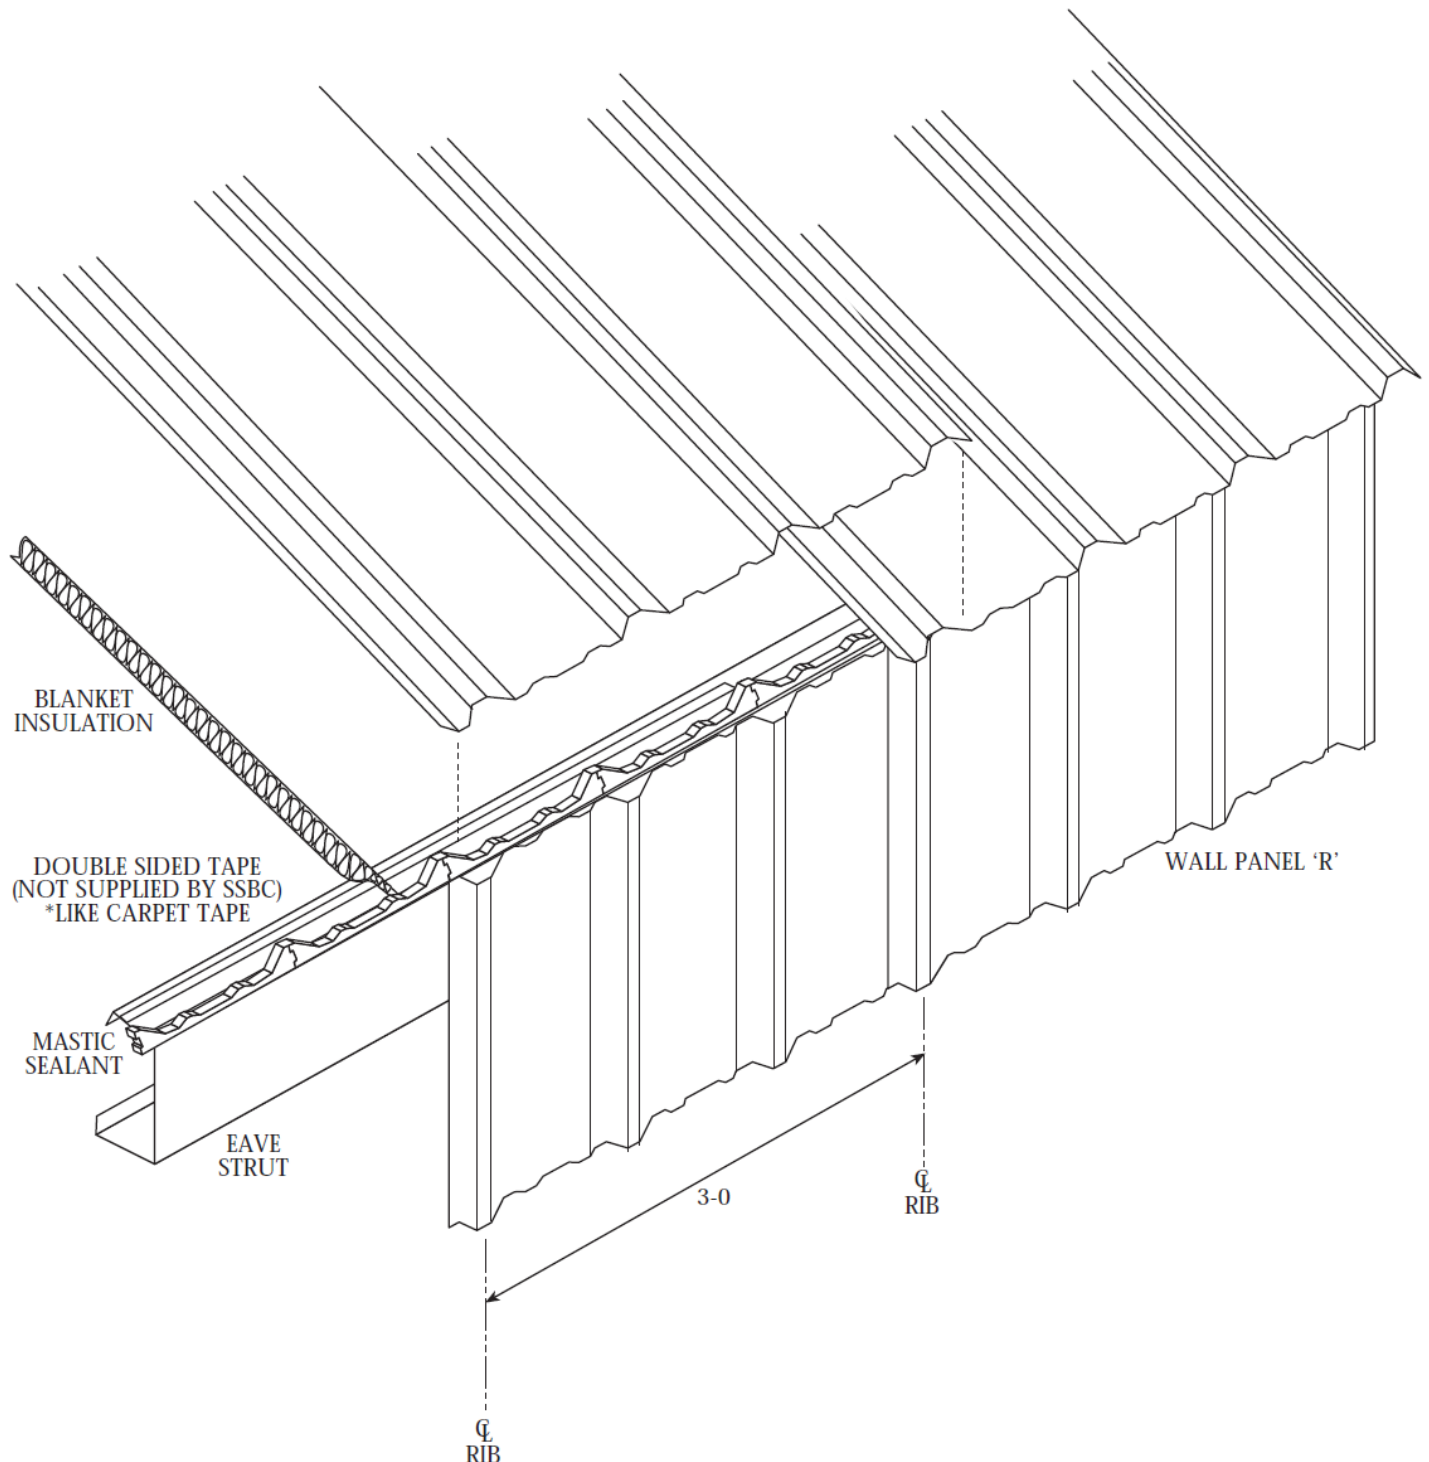 BLANKET
INSULATION
DOUBLE SIDED TAPE
(NOT SUPPLIED BY SSBC)
*LIKE CARPET TAPE
WALL PANEL ‘R’
MASTIC
SEALANT
EAVE
STRUT
3-0
℄
RIB
℄
RIB